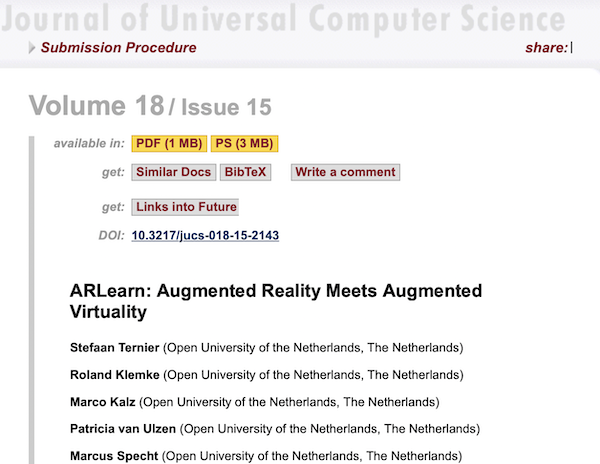 Journal of Universal Computer Science
Submission Procedure share:|
Volume 18 / Issue 15
available in: PDF (1 MB) PS (3 MB)
get: Similar Docs BibTeX Write a comment
get: Links into Future
DOI: 10.3217/jucs-018-15-2143
ARLearn: Augmented Reality Meets Augmented
Virtuality
Stefaan Ternier (Open University of the Netherlands, The Netherlands)
Roland Klemke (Open University of the Netherlands, The Netherlands)
Marco Kalz (Open University of the Netherlands, The Netherlands)
Patricia van Ulzen (Open University of the Netherlands, The Netherlands)
Marcus Specht (Open University of the Netherlands, The Netherlands)